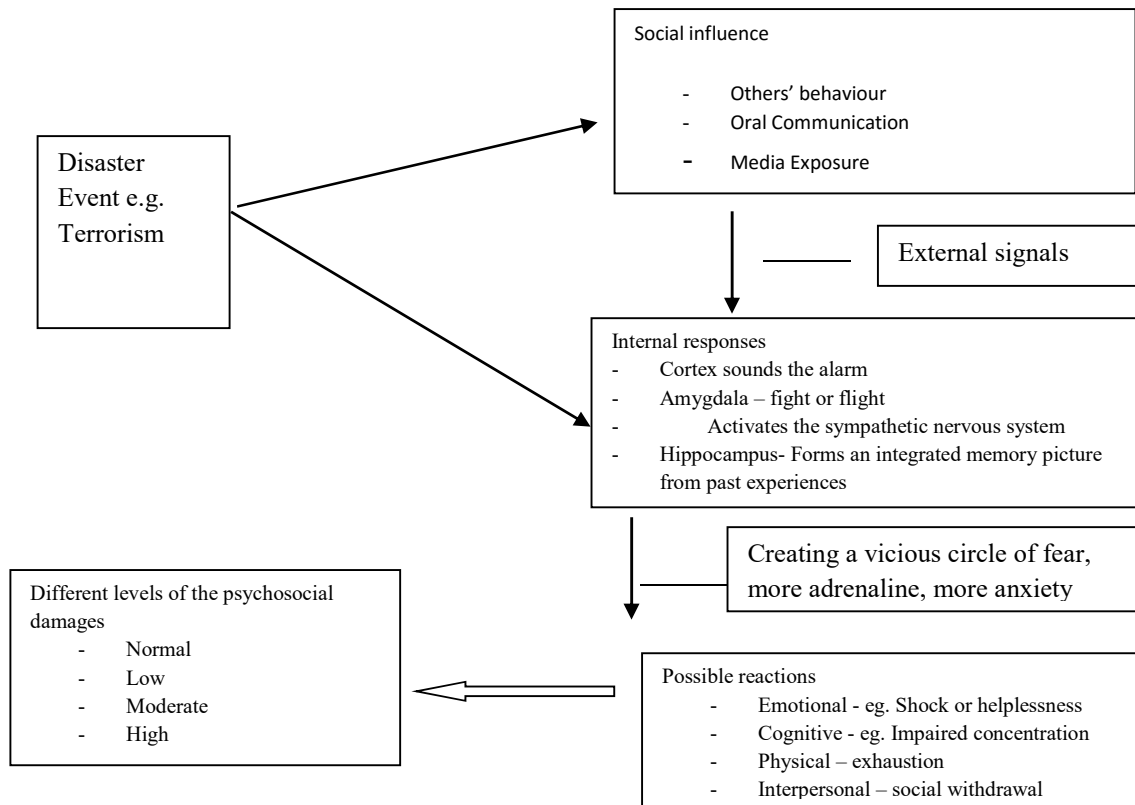 Social influence
- Others' behaviour
- Oral Communication
- Media Exposure
Disaster
Event e.g.
Terrorism
External signals
Internal responses
- Cortex sounds the alarm
- Amygdala – fight or flight
- Activates the sympathetic nervous system
- Hippocampus- Forms an integrated memory picture
from past experiences
Creating a vicious circle of fear,
more adrenaline, more anxiety
Different levels of the psychosocial
damages
- Normal
- Low
- Moderate
- High
Possible reactions
- Emotional - eg. Shock or helplessness
- Cognitive - eg. Impaired concentration
- Physical – exhaustion
- Interpersonal – social withdrawal